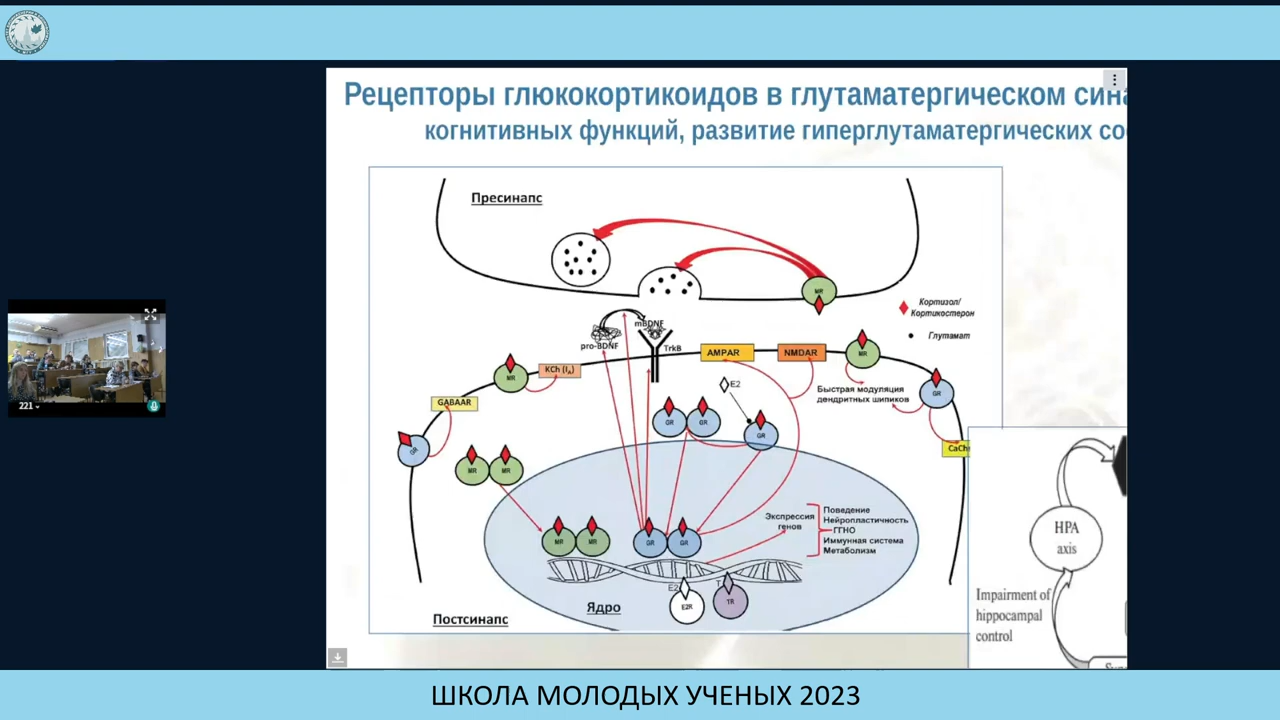 Рецепторы глюкокортикоидов в глутаматергическом
когнитивных функций, развитие гиперглутаматергических
Пресинапс
MR
Кортизол/
Кортикостерон
Глутамат
pro-BDNF
mBDNF
TrkB
AMPAR
NMDAR
MR
KCh (IA)
MR
GABAAR
GR
E2
Быстрая модуляция
дендритных шипиков
GR
CaCh
GR
GR
GR
MR
MR
MR
MR
GR
GR
Экспрессия
генов
Поведение
Нейропластичность
ГГНО
Иммунная система
Метаболизм
E2
T
E2R
TR
Ядро
Постсинапс
HPA
axis
Impairment of
hippocampal
control
221
ШКОЛА МОЛОДЫХ УЧЕНЫХ 2023